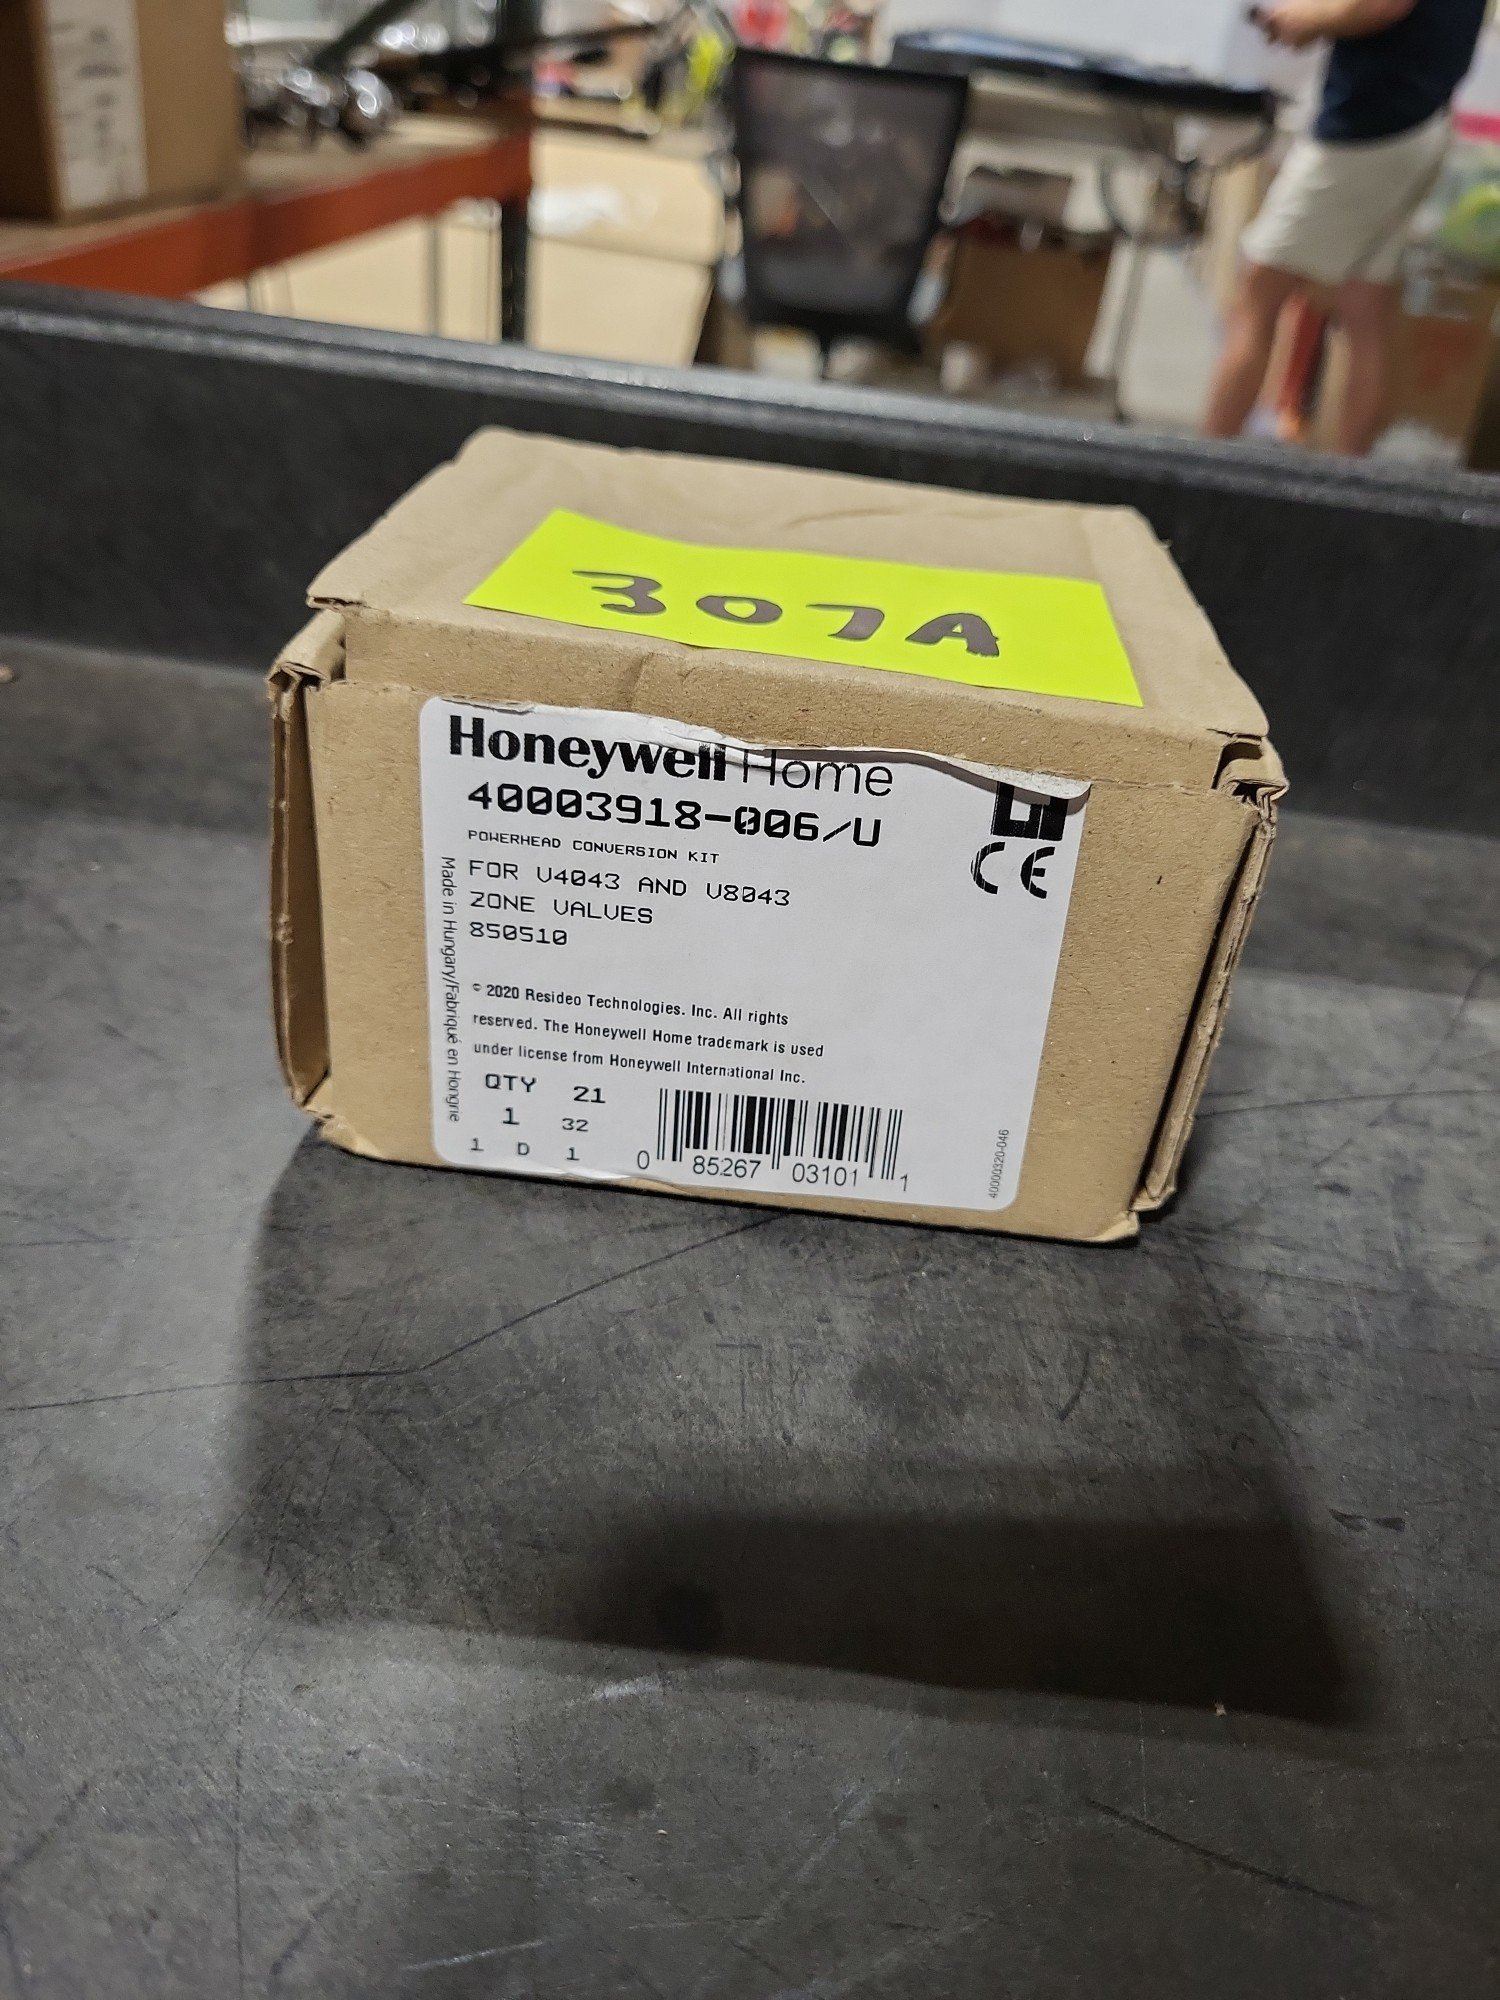 307A
Honeywell Home
40003918-006/U
POWERHEAD CONVERSION KIT
FOR V4043 AND V8043
ZONE VALVES
850510
CE
Made in Hungary/Fabriqué en Hongrie
© 2020 Resideo Technologies. Inc. All rights
reserved. The Honeywell Home trademark is used
under license from Honeywell International Inc.
QTY 21
1 32
1 D 1
0 85267 03101 1
40000320-046